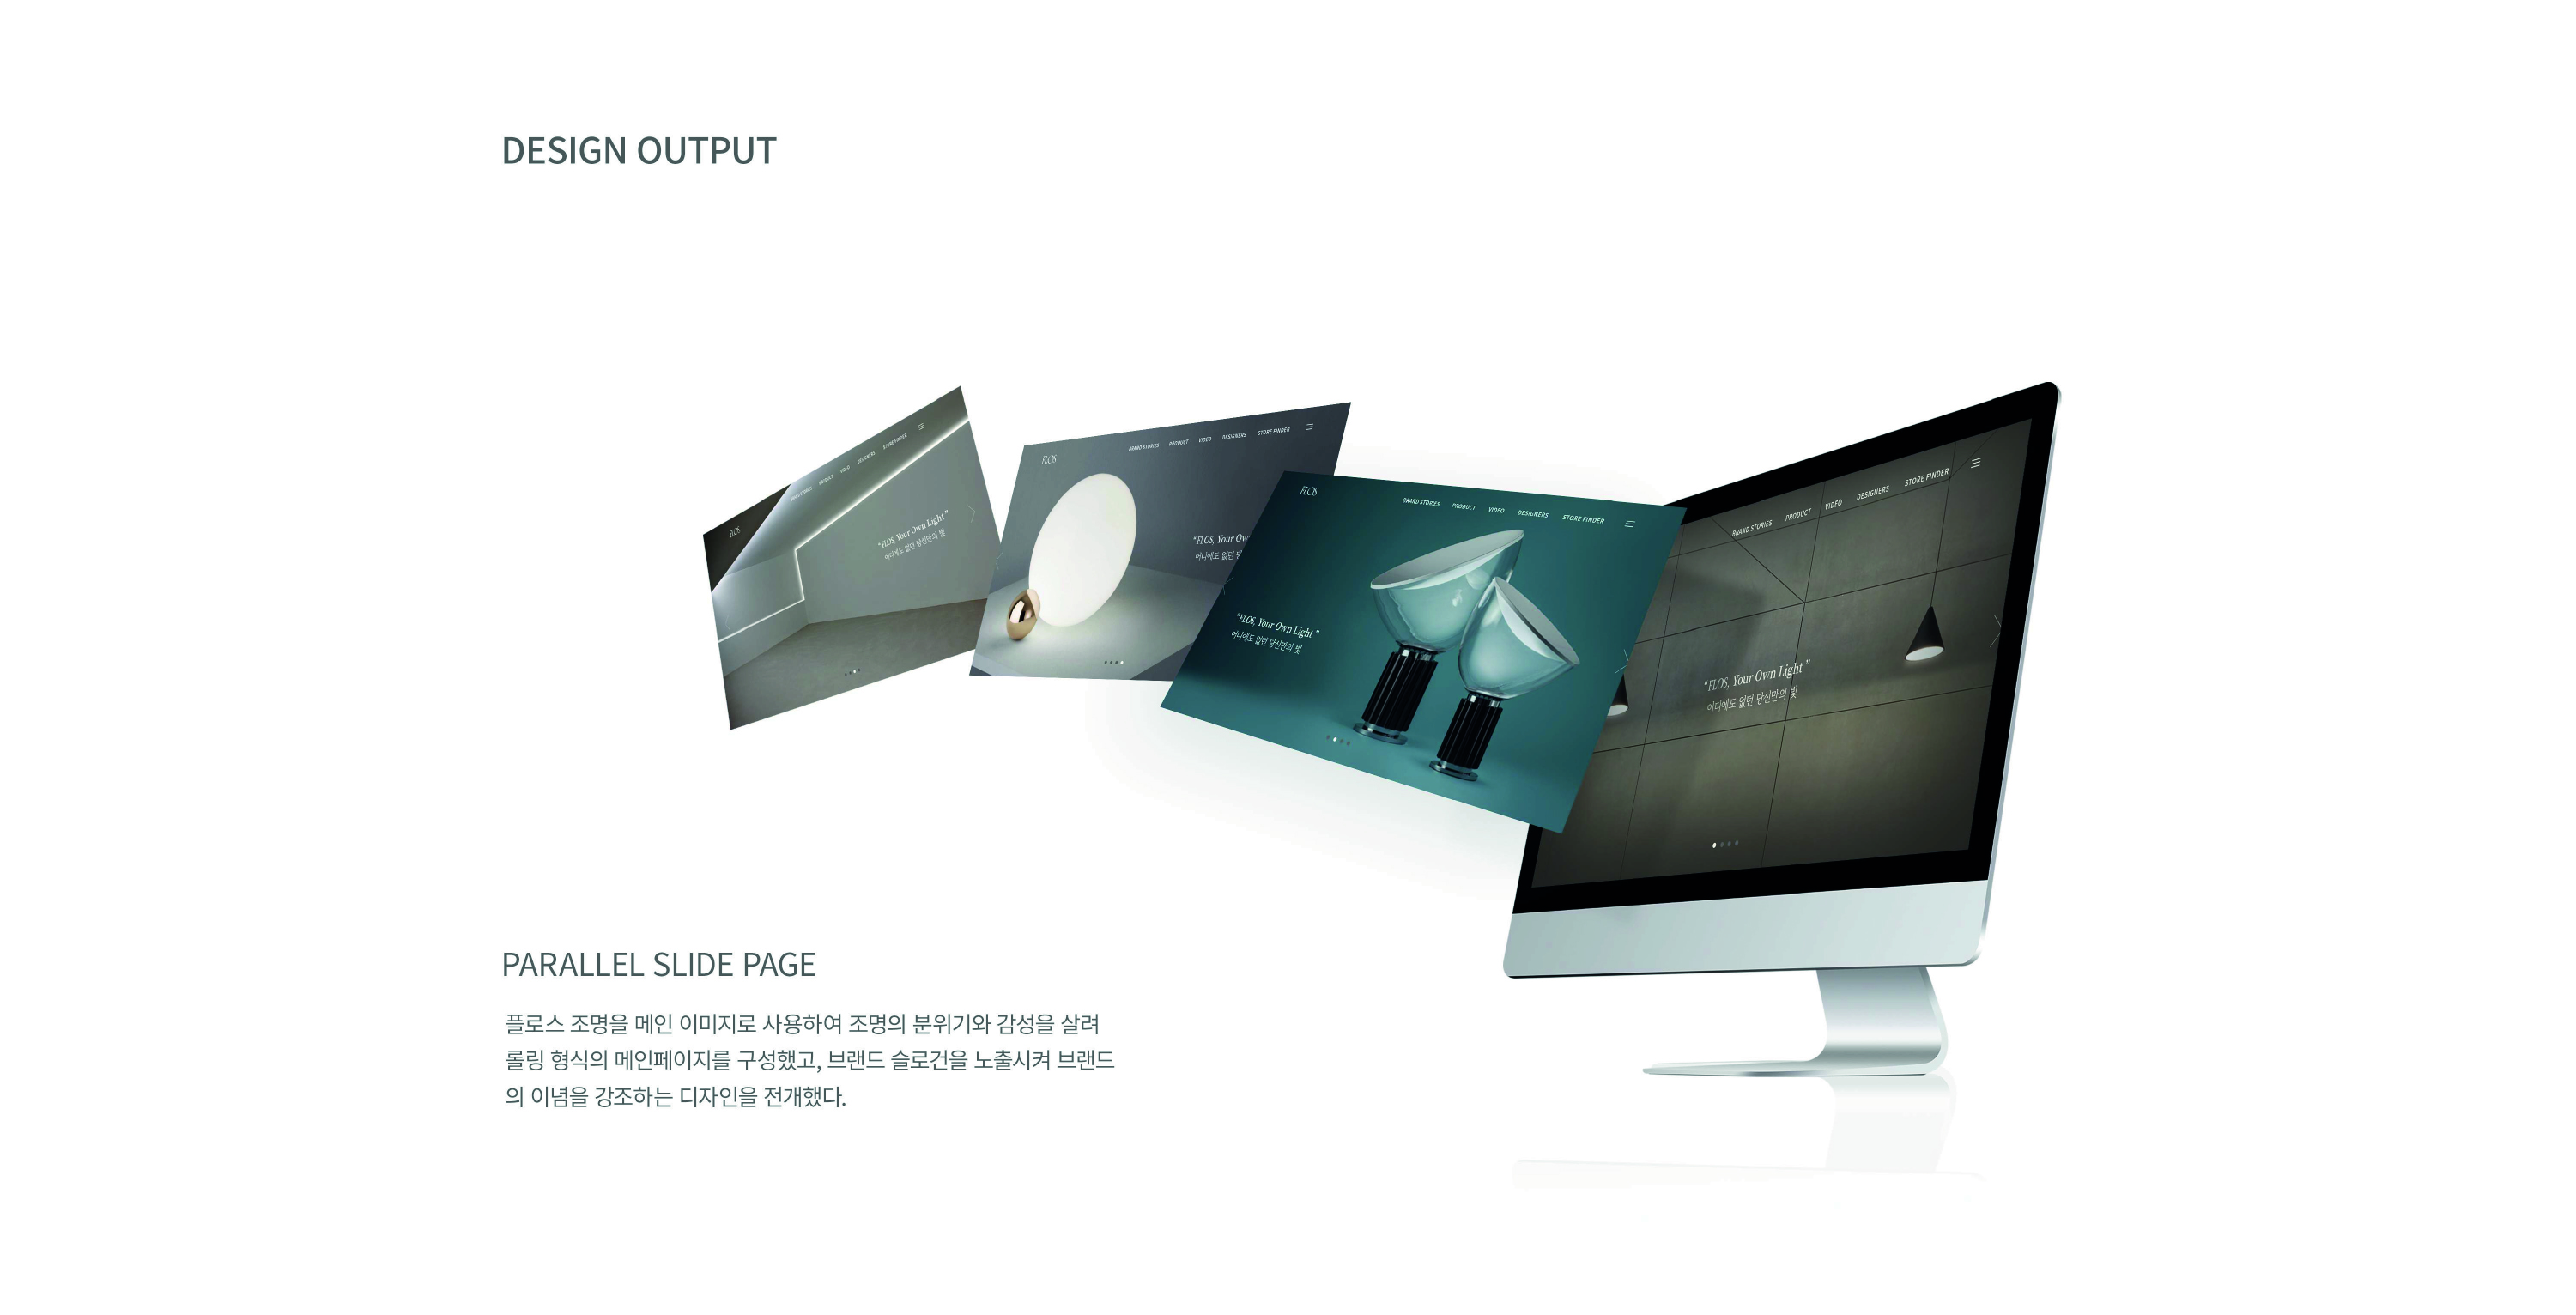 DESIGN OUTPUT
FLOS
BRAND STORIES PRODUCT VIDEO DESIGNERS STORE FINDER
“FLOS, Your Own Light ”
어디에도 없던 당신만의 빛
FLOS
BRAND STORIES PRODUCT VIDEO DESIGNERS STORE FINDER
“FLOS, Your
어디에도 없던
FLOS
BRAND STORIES PRODUCT VIDEO DESIGNERS STORE FINDER
“FLOS, Your Own Light ”
어디에도 없던 당신만의 빛
BRAND STORIES PRODUCT VIDEO DESIGNERS STORE FINDER
“FLOS, Your Own Light ”
어디에도 없던 당신만의 빛
PARALLEL SLIDE PAGE
플로스 조명을 메인 이미지로 사용하여 조명의 분위기와 감성을 살려
롤링 형식의 메인페이지를 구성했고, 브랜드 슬로건을 노출시켜 브랜드
의 이념을 강조하는 디자인을 전개했다.